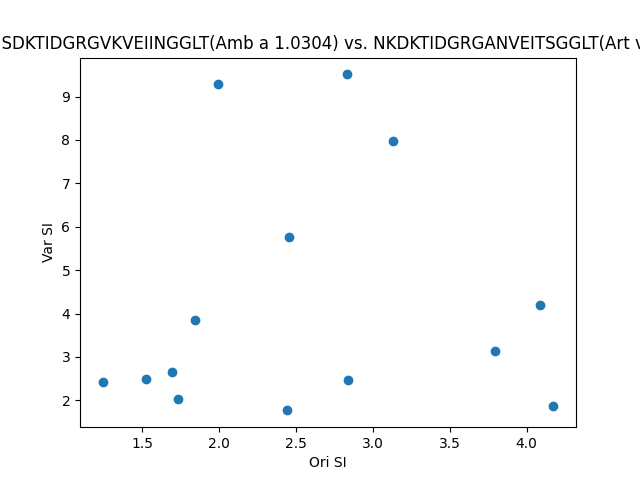 SDKTIDGRGVKVEIINGGLT(Amb a 1.0304) vs. NKDKTIDGRGANVEITSGGLT(Art v
9
8
7
6
5
4
3
2
Var SI
1.5 2.0 2.5 3.0 3.5 4.0
Ori SI